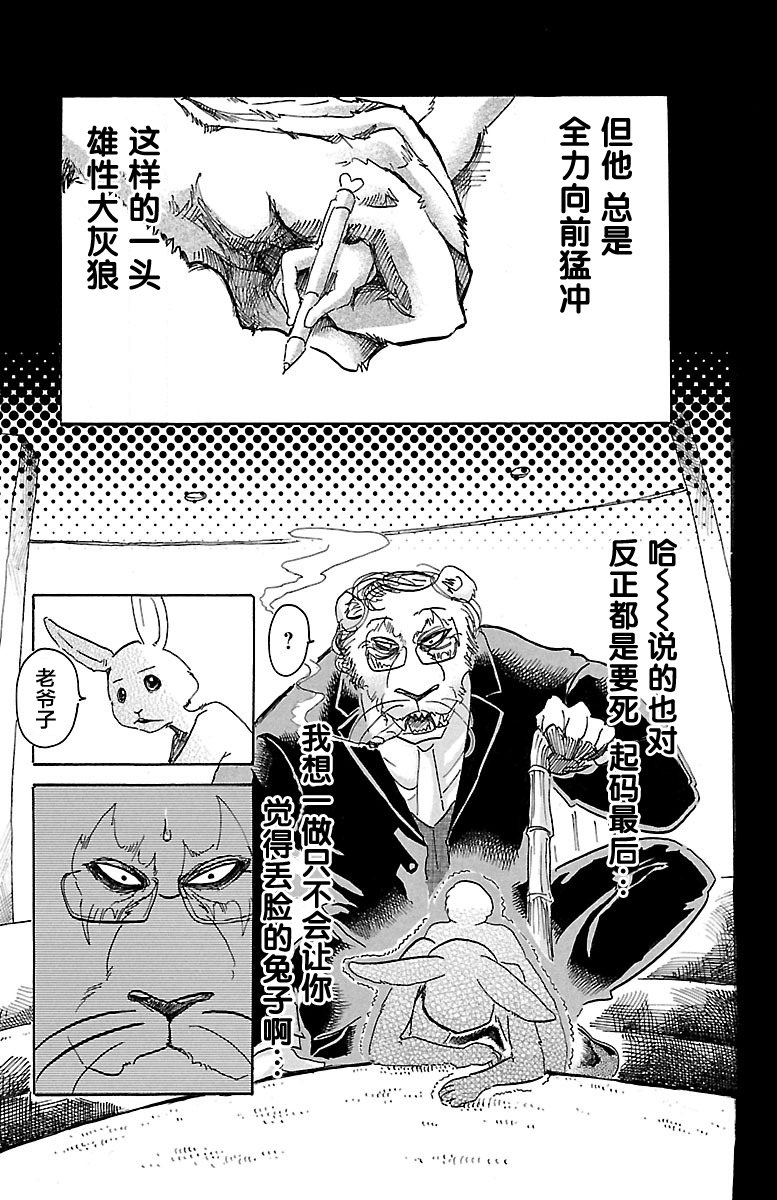 但他 总是
全力向前猛冲
这样的一头
雄性大灰狼
哈~~~说的也对
反正都是要死 起码最后…
?
我想一做只不会让你
觉得丢脸的兔子啊…
老爷子